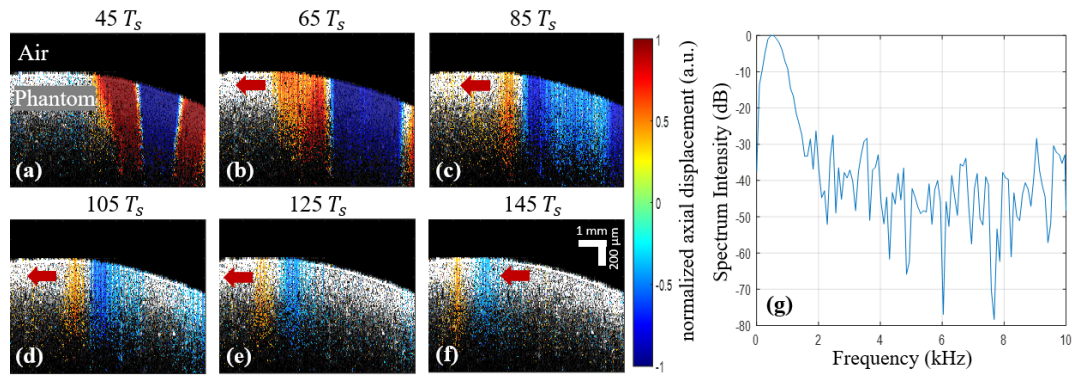 45 Tₛ
65 Tₛ
85 Tₛ
Air
Phantom
(a)
(b)
(c)
105 Tₛ
125 Tₛ
145 Tₛ
1 mm
200 μm
(d)
(e)
(f)
1
0.5
0
-0.5
-1
normalized axial displacement (a.u.)
0
-10
-20
-30
-40
-50
-60
-70
-80
Spectrum Intensity (dB)
(g)
0
2
4
6
8
10
Frequency (kHz)